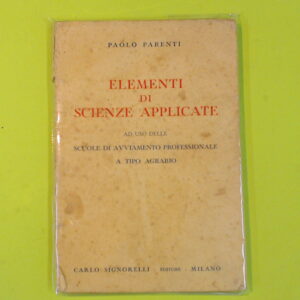 PAOLO PARENTI
ELEMENTI
DI
SCIENZE APPLICATE
AD USO DELLE
SCUOLE DI AVVIAMENTO PROFESSIONALE
A TIPO AGRARIO
CARLO SIGNORELLI - EDITORE - MILANO